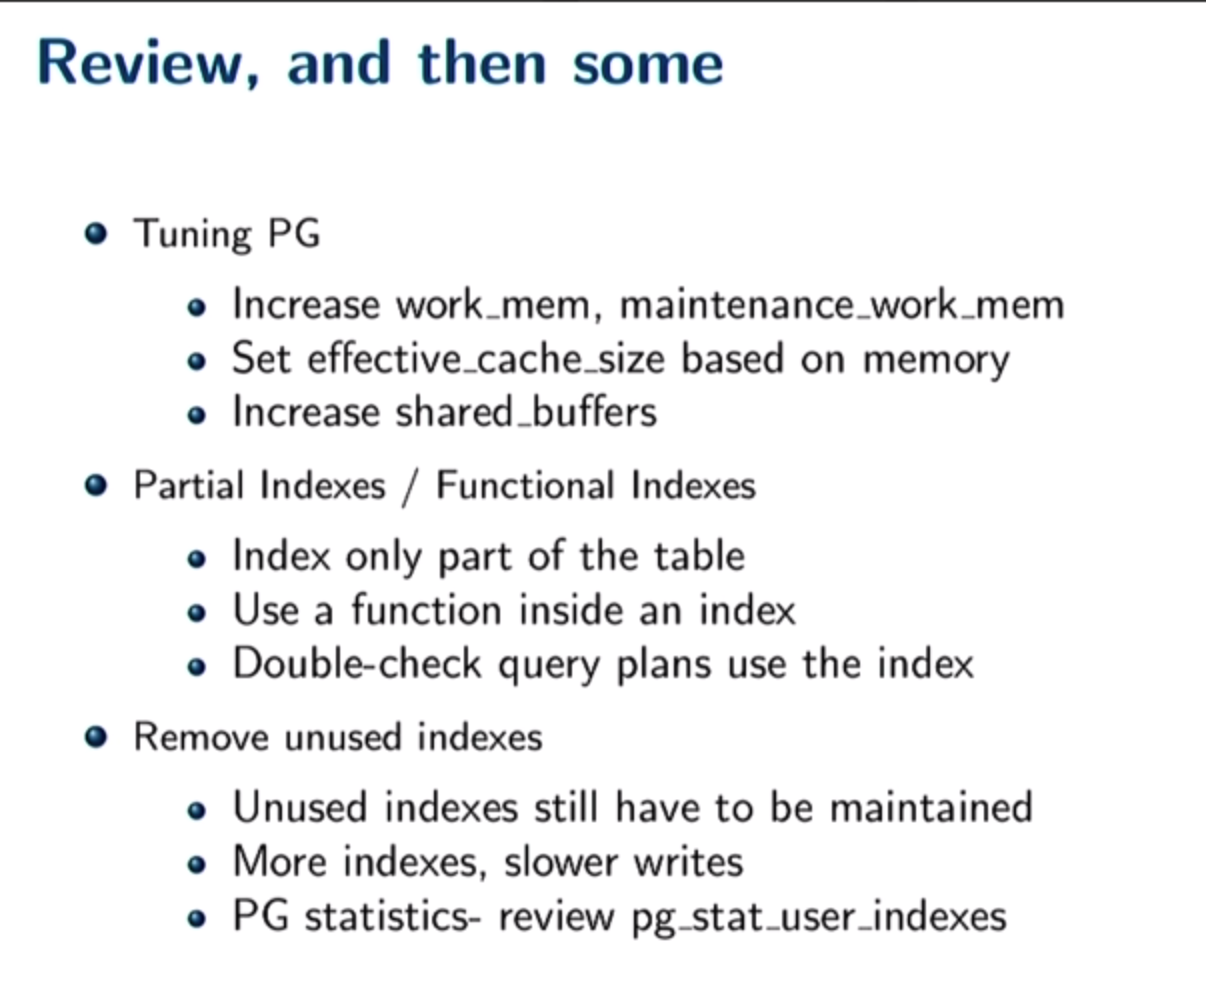 Review, and then some
Tuning PG
Increase work_mem, maintenance_work_mem
Set effective_cache_size based on memory
Increase shared_buffers
Partial Indexes / Functional Indexes
Index only part of the table
Use a function inside an index
Double-check query plans use the index
Remove unused indexes
Unused indexes still have to be maintained
More indexes, slower writes
PG statistics- review pg_stat_user_indexes